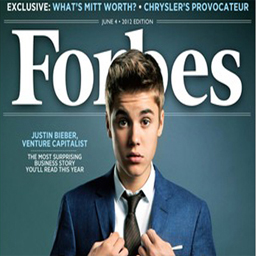 EXCLUSIVE: WHAT'S MITT WORTH? • CHRYSLER'S PROVOCATEUR
JUNE 4 • 2012 EDITION
Forbes
JUSTIN BIEBER,
VENTURE CAPITALIST
THE MOST SURPRISING
BUSINESS STORY
YOU'LL READ THIS YEAR